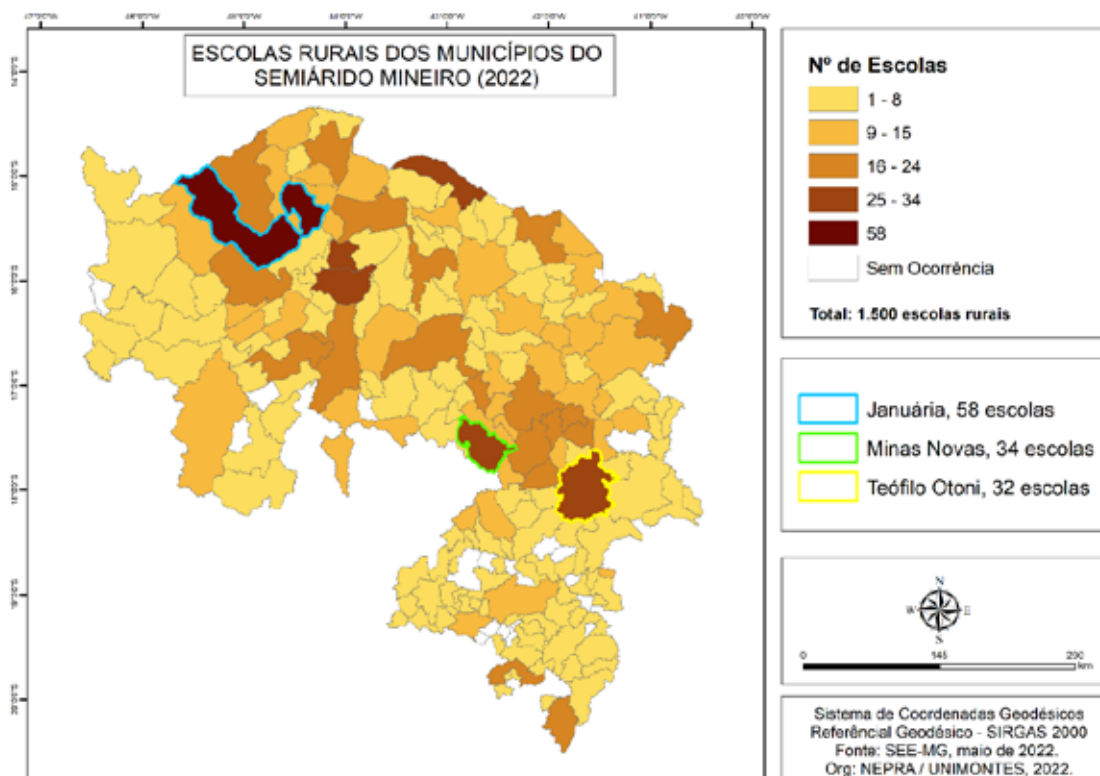 ESCOLAS RURAIS DOS MUNICÍPIOS DO
SEMIÁRIDO MINEIRO (2022)
Nº de Escolas
1 - 8
9 - 15
16 - 24
25 - 34
58
Sem Ocorrência
Total: 1.500 escolas rurais
Januária, 58 escolas
Minas Novas, 34 escolas
Teófilo Otoni, 32 escolas
N
W E
S
0 145 290
km
Sistema de Coordenadas Geodésicos
Referêncial Geodésico - SIRGAS 2000
Fonte: SEE-MG, maio de 2022.
Org: NEPRA / UNIMONTES, 2022.